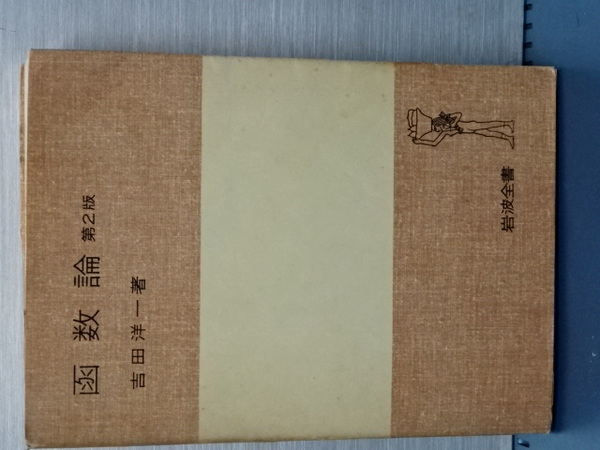 函数論 第2版
吉田洋一著
岩波全書